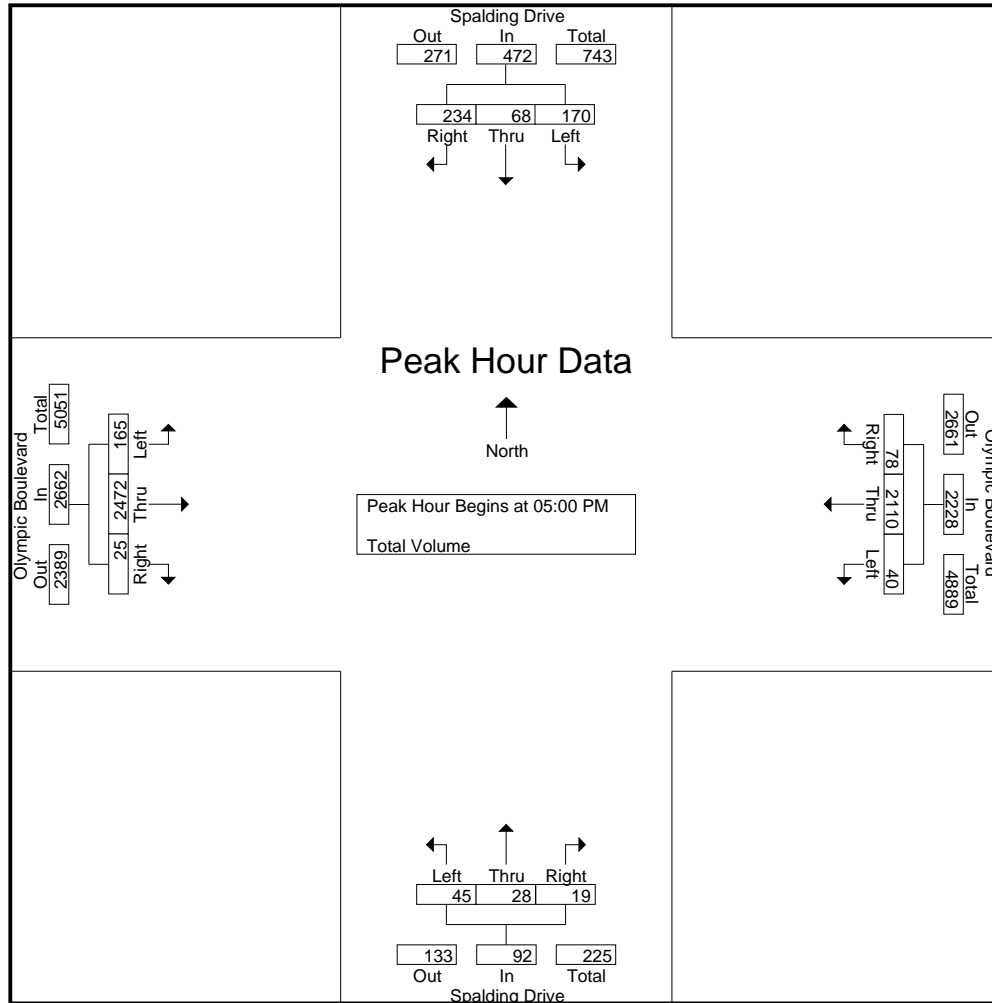 Spalding Drive
Out In Total
271 472 743
234 68 170
Right Thru Left
Peak Hour Data
North
Peak Hour Begins at 05:00 PM
Total Volume
Olympic Boulevard
Out In Total
2389 2662 5051
25 2472 165
Right Thru Left
Olympic Boulevard
Out In Total
2661 2228 4889
78 2110 40
Right Thru Left
Left Thru Right
45 28 19
133 92 225
Out In Total
Spalding Drive